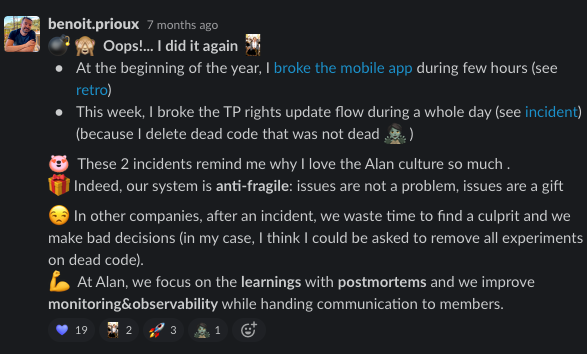 benoit.prioux 7 months ago
💣 🙈 Oops!... I did it again
• At the beginning of the year, I broke the mobile app during few hours (see
retro)
• This week, I broke the TP rights update flow during a whole day (see incident)
(because I delete dead code that was not dead 🧟 )
These 2 incidents remind me why I love the Alan culture so much .
🎁 Indeed, our system is anti-fragile: issues are not a problem, issues are a gift
😒 In other companies, after an incident, we waste time to find a culprit and we
make bad decisions (in my case, I think I could be asked to remove all experiments
on dead code).
💪 At Alan, we focus on the learnings with postmortems and we improve
monitoring&observability while handing communication to members.
💙 19 2 🚀 3 🧟 1